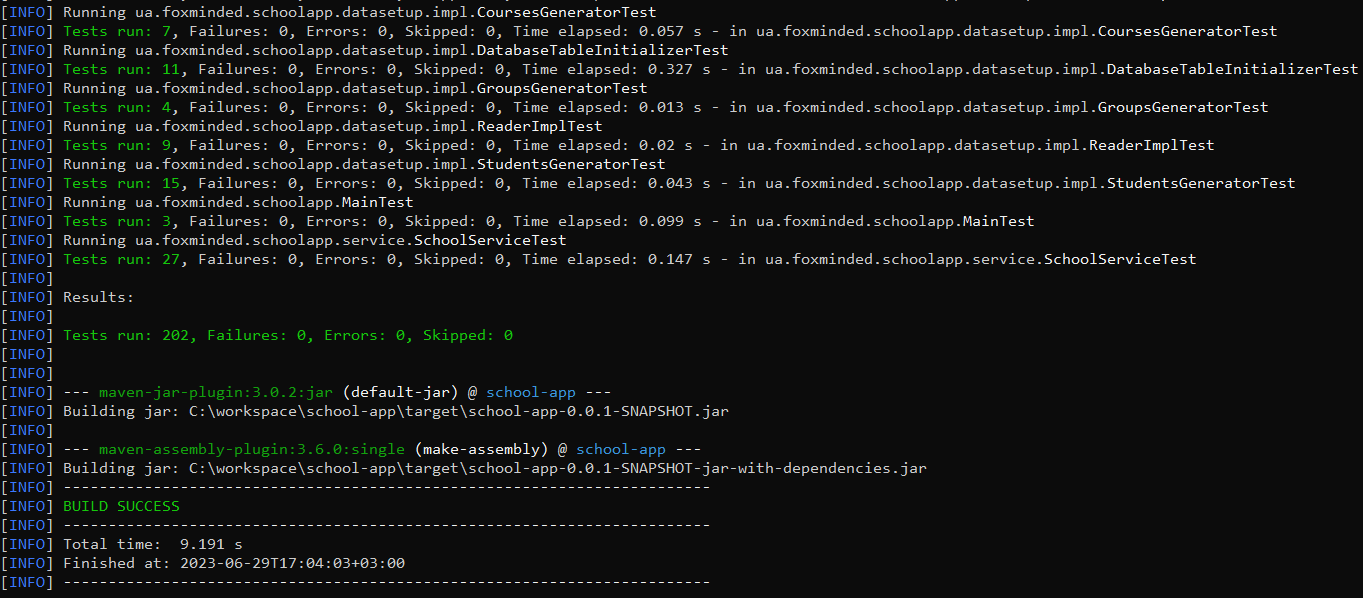 [INFO] Running ua.foxminded.schoolapp.datasetup.impl.CoursesGeneratorTest
[INFO] Tests run: 7, Failures: 0, Errors: 0, Skipped: 0, Time elapsed: 0.057 s - in ua.foxminded.schoolapp.datasetup.impl.CoursesGeneratorTest
[INFO] Running ua.foxminded.schoolapp.datasetup.impl.DatabaseTableInitializerTest
[INFO] Tests run: 11, Failures: 0, Errors: 0, Skipped: 0, Time elapsed: 0.327 s - in ua.foxminded.schoolapp.datasetup.impl.DatabaseTableInitializerTest
[INFO] Running ua.foxminded.schoolapp.datasetup.impl.GroupsGeneratorTest
[INFO] Tests run: 4, Failures: 0, Errors: 0, Skipped: 0, Time elapsed: 0.013 s - in ua.foxminded.schoolapp.datasetup.impl.GroupsGeneratorTest
[INFO] Running ua.foxminded.schoolapp.datasetup.impl.ReaderImplTest
[INFO] Tests run: 9, Failures: 0, Errors: 0, Skipped: 0, Time elapsed: 0.02 s - in ua.foxminded.schoolapp.datasetup.impl.ReaderImplTest
[INFO] Running ua.foxminded.schoolapp.datasetup.impl.StudentsGeneratorTest
[INFO] Tests run: 15, Failures: 0, Errors: 0, Skipped: 0, Time elapsed: 0.043 s - in ua.foxminded.schoolapp.datasetup.impl.StudentsGeneratorTest
[INFO] Running ua.foxminded.schoolapp.MainTest
[INFO] Tests run: 3, Failures: 0, Errors: 0, Skipped: 0, Time elapsed: 0.099 s - in ua.foxminded.schoolapp.MainTest
[INFO] Running ua.foxminded.schoolapp.service.SchoolServiceTest
[INFO] Tests run: 27, Failures: 0, Errors: 0, Skipped: 0, Time elapsed: 0.147 s - in ua.foxminded.schoolapp.service.SchoolServiceTest
[INFO]
[INFO] Results:
[INFO]
[INFO] Tests run: 202, Failures: 0, Errors: 0, Skipped: 0
[INFO]
[INFO]
[INFO] --- maven-jar-plugin:3.0.2:jar (default-jar) @ school-app ---
[INFO] Building jar: C:\workspace\school-app\target\school-app-0.0.1-SNAPSHOT.jar
[INFO]
[INFO] --- maven-assembly-plugin:3.6.0:single (make-assembly) @ school-app ---
[INFO] Building jar: C:\workspace\school-app\target\school-app-0.0.1-SNAPSHOT-jar-with-dependencies.jar
[INFO] ------------------------------------------------------------------------
[INFO] BUILD SUCCESS
[INFO] ------------------------------------------------------------------------
[INFO] Total time:  9.191 s
[INFO] Finished at: 2023-06-29T17:04:03+03:00
[INFO] ------------------------------------------------------------------------